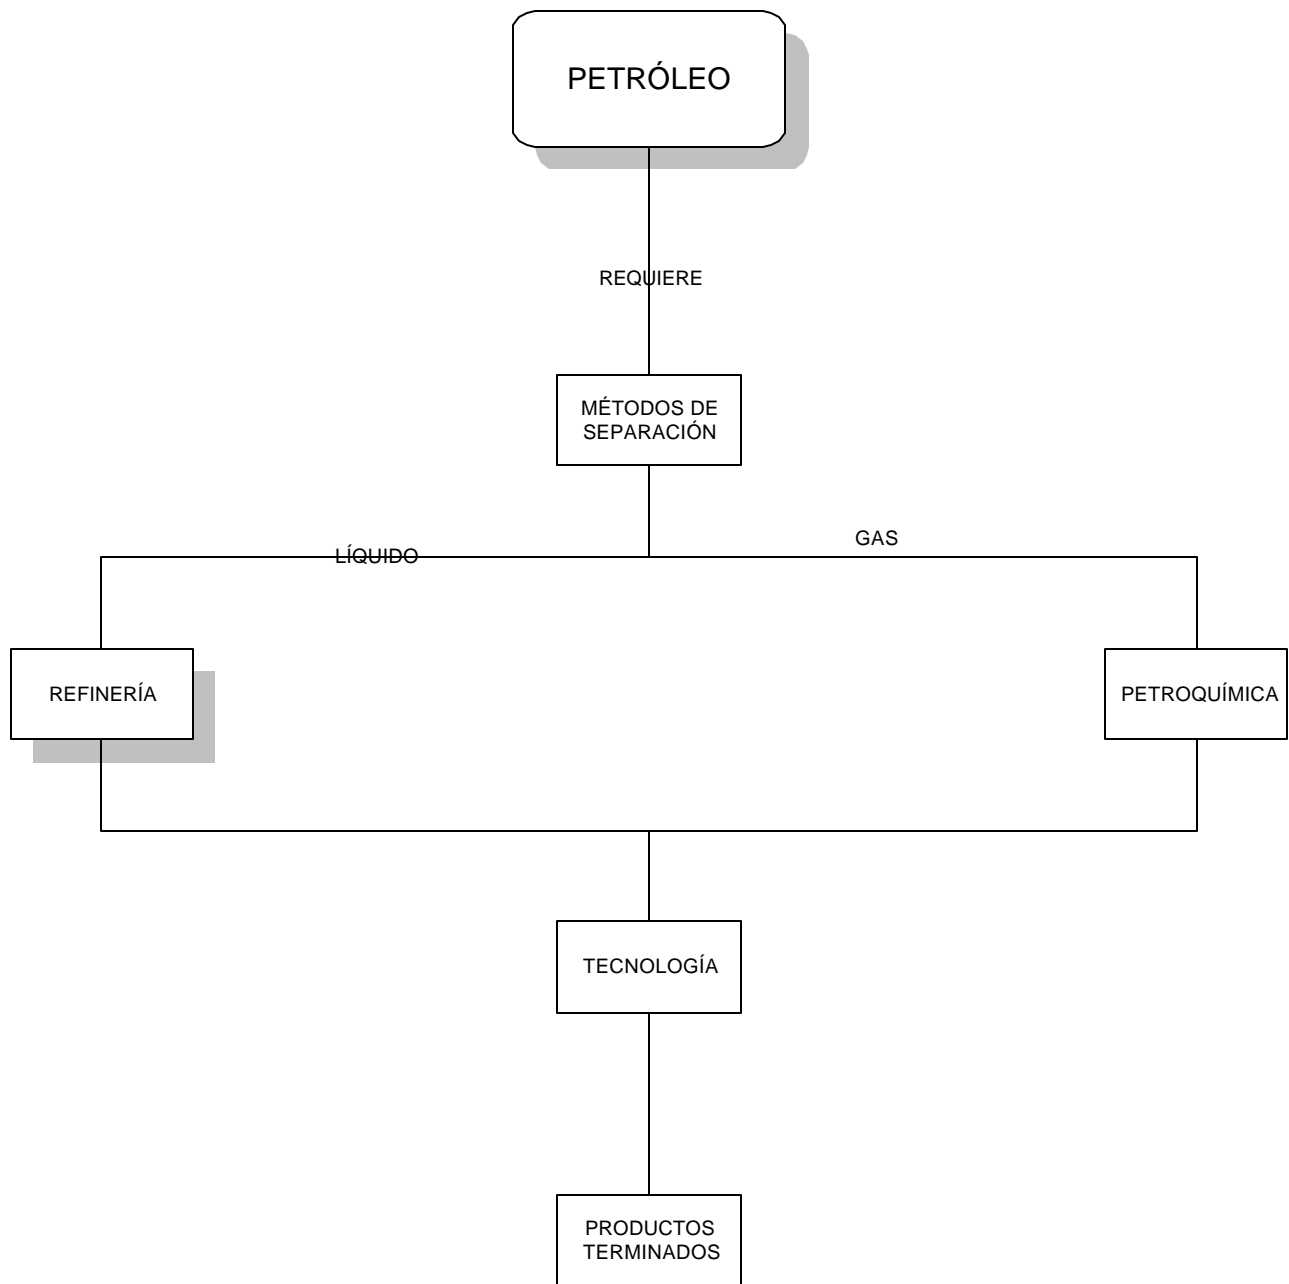 PETRÓLEO
REQUIERE
MÉTODOS DE
SEPARACIÓN
GAS
LÍQUIDO
REFINERÍA
PETROQUÍMICA
TECNOLOGÍA
PRODUCTOS
TERMINADOS